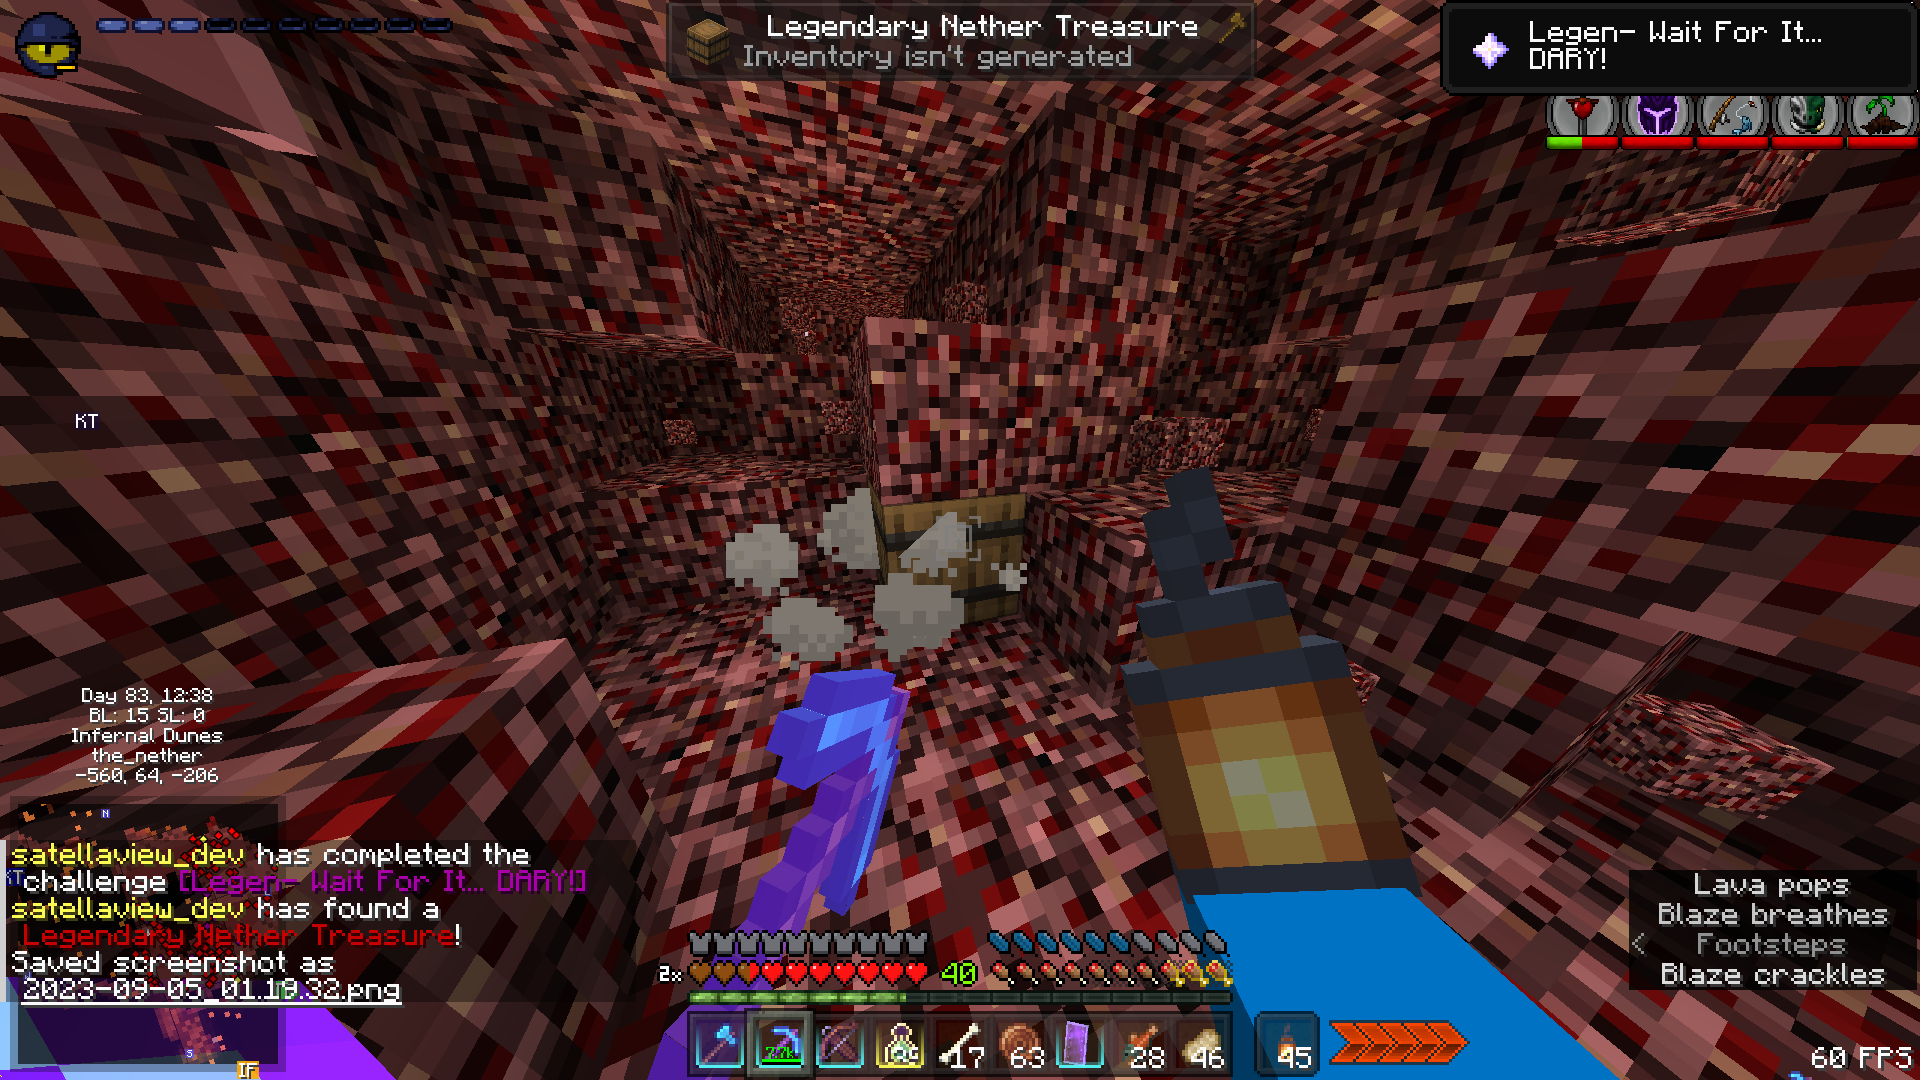 Legendary Nether Treasure
Inventory isn't generated
Legen- Wait For It...
DARY!
KT
Day 83, 12:38
BL: 15 SL: 0
Infernal Dunes
the_nether
-560, 64, -206
N
satellaview_dev has completed the
challenge [Legen- Wait For It... DARY!]
satellaview_dev has found a
Legendary Nether Treasure!
Saved screenshot as
2023-09-05_01.19.32.png
KT
S
IF
Lava pops
Blaze breathes
< Footsteps
Blaze crackles
2x
40
17
63
28
46
45
60 FPS